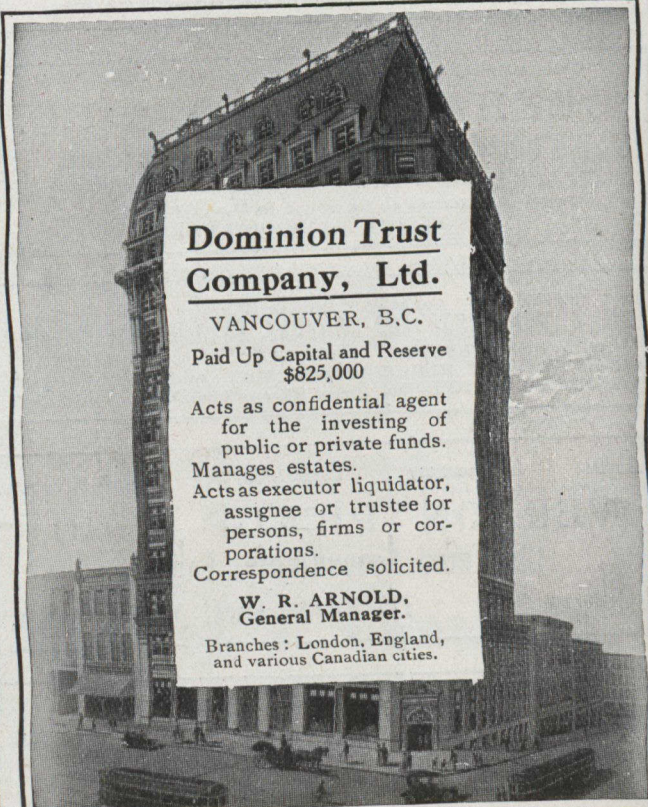 Dominion Trust
Company, Ltd.
VANCOUVER, B.C.
Paid Up Capital and Reserve
$825,000
Acts as confidential agent
for the investing of
public or private funds.
Manages estates.
Acts as executor liquidator,
assignee or trustee for
persons, firms or cor-
porations.
Correspondence solicited.
W. R. ARNOLD,
General Manager.
Branches: London, England,
and various Canadian cities.